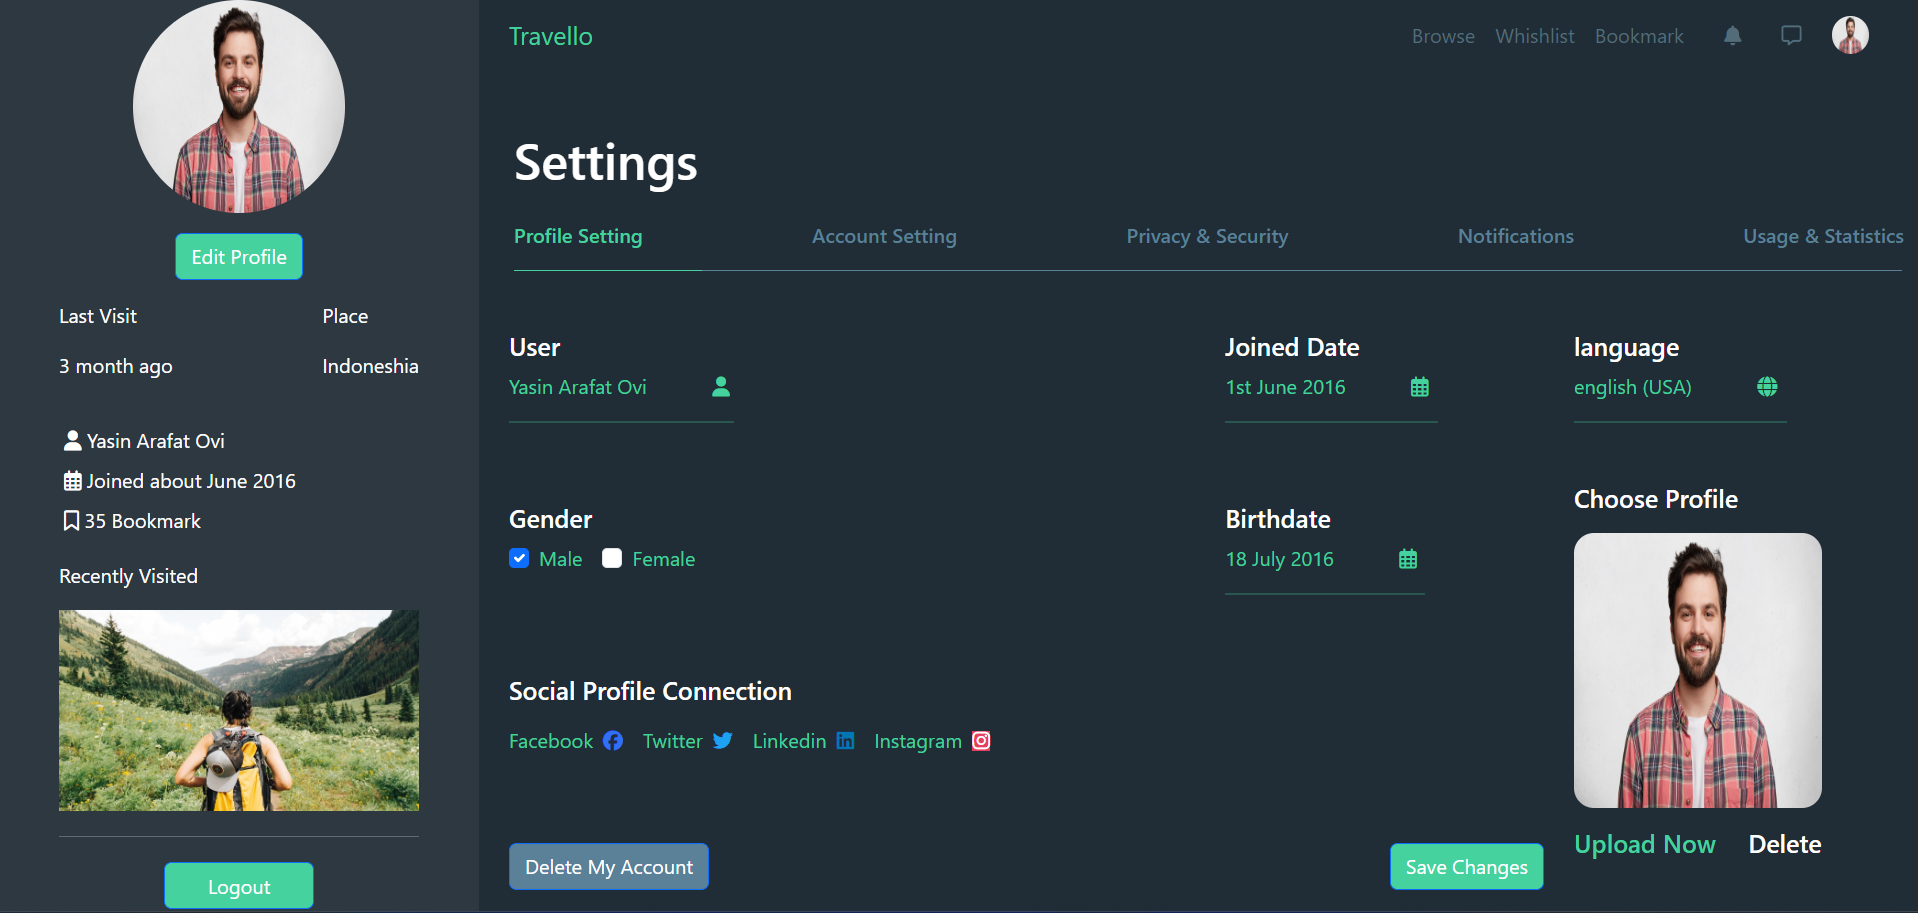 Edit Profile
Last Visit Place
3 month ago Indoneshia
Yasin Arafat Ovi
Joined about June 2016
35 Bookmark
Recently Visited
Logout
Travello Browse Whishlist Bookmark
Settings
Profile Setting Account Setting Privacy & Security Notifications Usage & Statistics
User Joined Date language
Yasin Arafat Ovi 1st June 2016 english (USA)
Choose Profile
Gender Birthdate
Male Female 18 July 2016
Social Profile Connection
Facebook Twitter Linkedin Instagram
Upload Now Delete
Delete My Account Save Changes